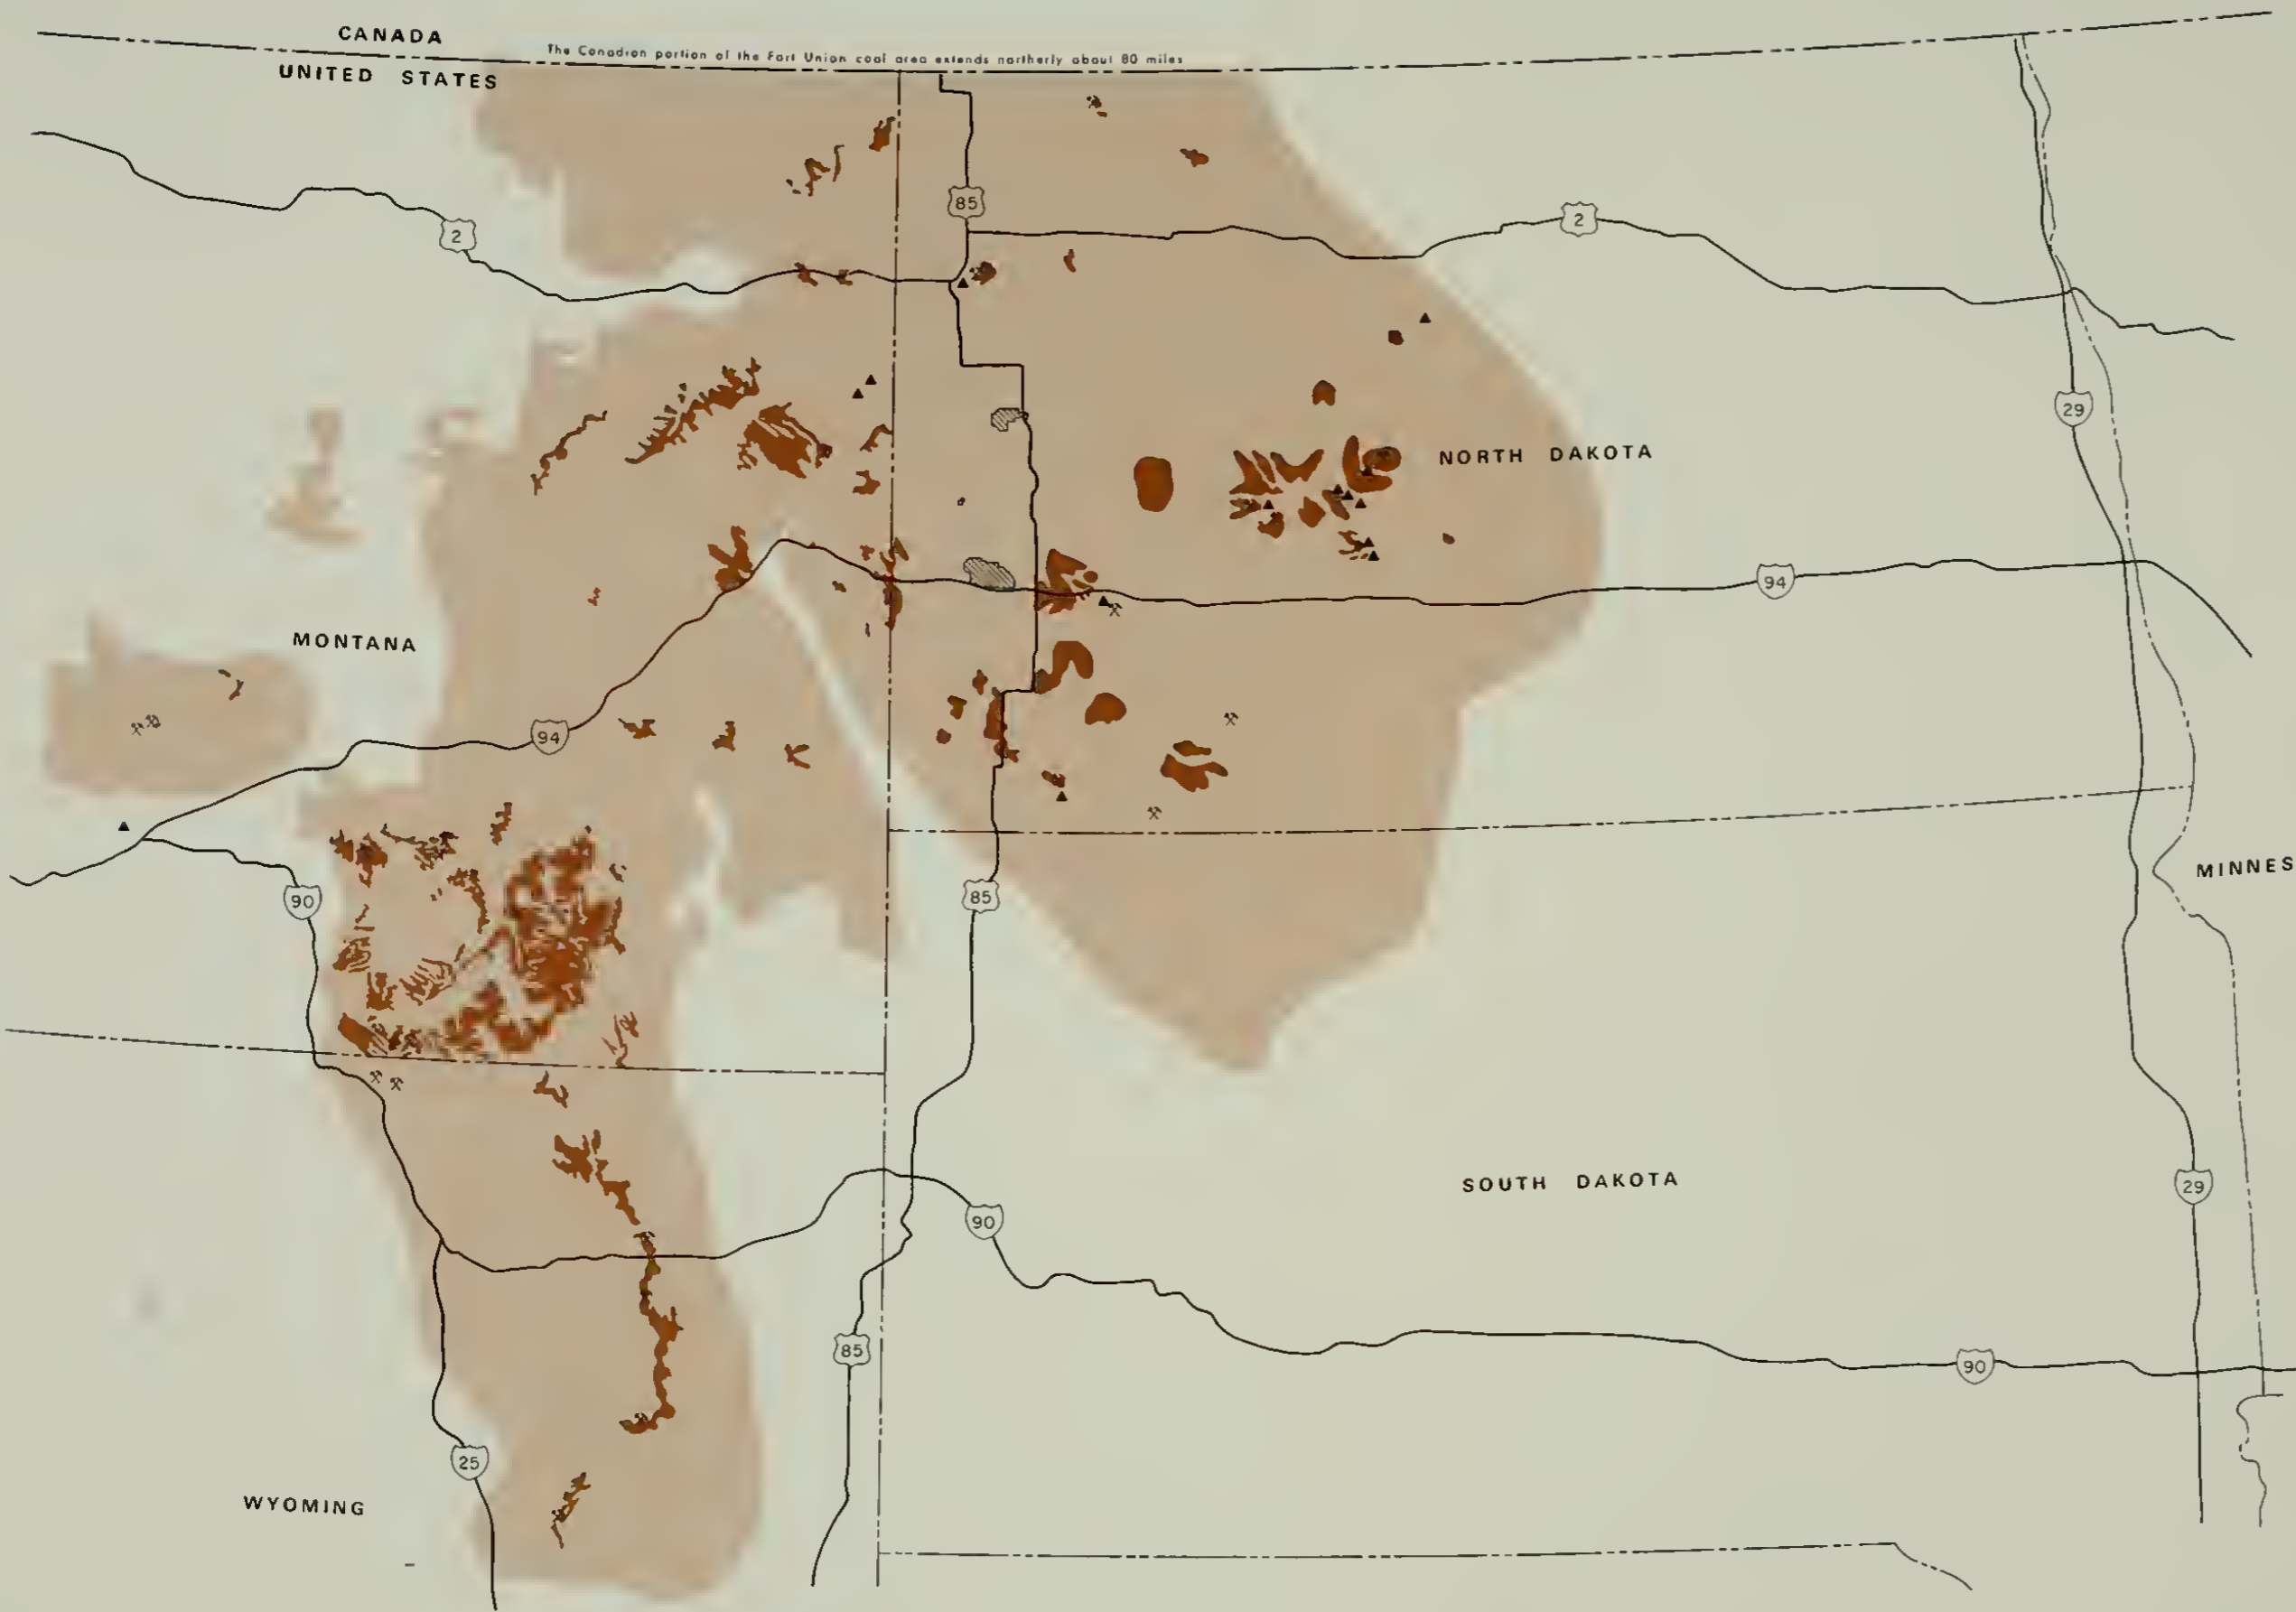 CANADA
The Canadian portion of the Fort Union coal area extends northerly about 80 miles
UNITED STATES
85
2
2
29
NORTH DAKOTA
94
MONTANA
94
MINNES
85
90
SOUTH DAKOTA
29
90
85
90
25
WYOMING